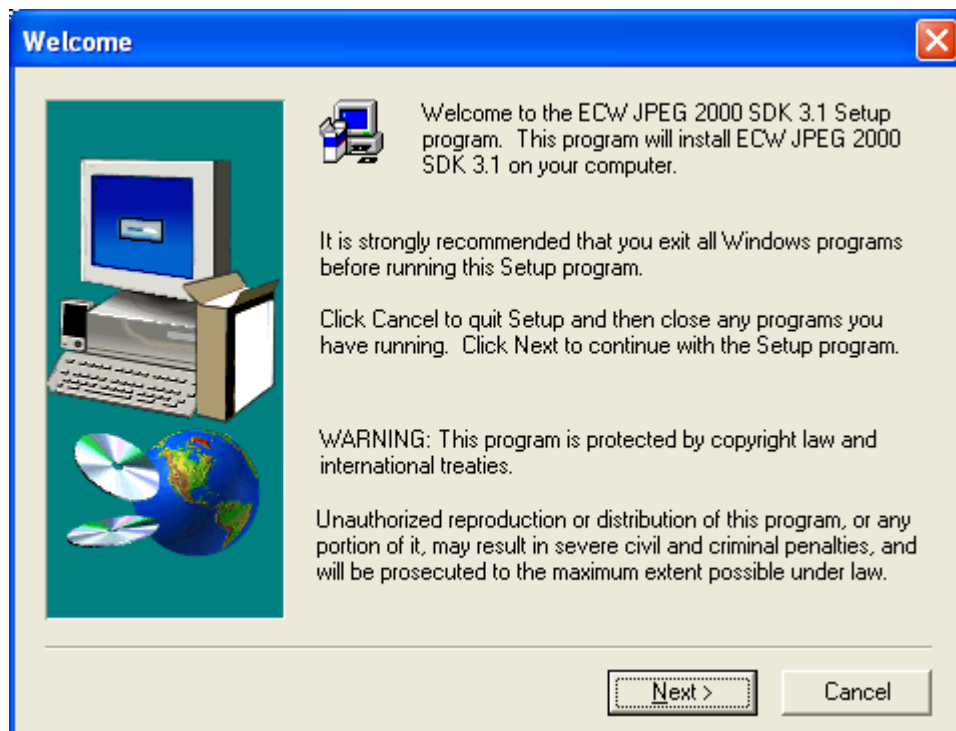 Welcome
Welcome to the ECW JPEG 2000 SDK 3.1 Setup
program.  This program will install ECW JPEG 2000
SDK 3.1 on your computer.
It is strongly recommended that you exit all Windows programs
before running this Setup program.
Click Cancel to quit Setup and then close any programs you
have running.  Click Next to continue with the Setup program.
WARNING: This program is protected by copyright law and
international treaties.
Unauthorized reproduction or distribution of this program, or any
portion of it, may result in severe civil and criminal penalties, and
will be prosecuted to the maximum extent possible under law.
Next >
Cancel